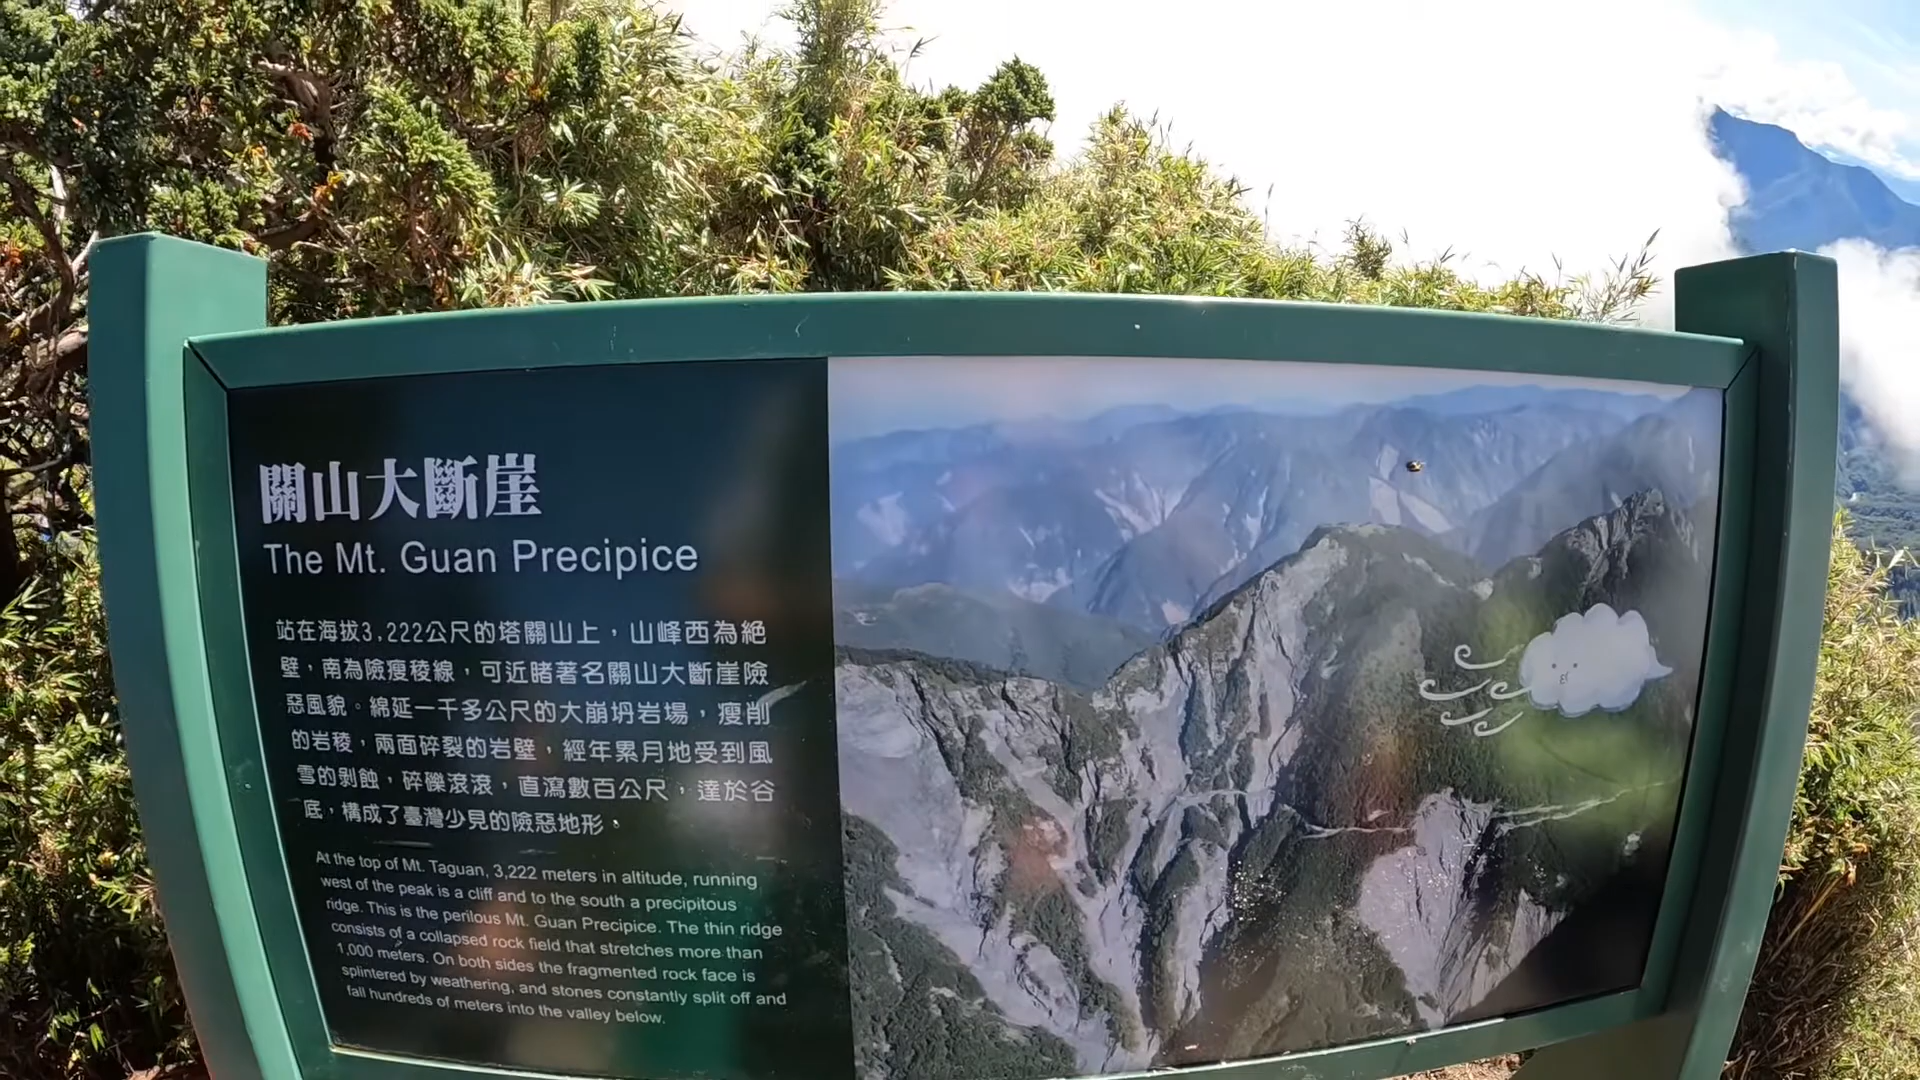 關山大斷崖
The Mt. Guan Precipice
站在海拔3,222公尺的塔關山上，山峰西為絕
壁，南為險瘦稜線，可近睹著名關山大斷崖險
惡風貌。綿延一千多公尺的大崩坍岩場，瘦削
的岩稜，兩面碎裂的岩壁，經年累月地受到風
雪的剝蝕，碎礫滾滾，直瀉數百公尺，達於谷
底，構成了臺灣少見的險惡地形。
At the top of Mt. Taguan, 3,222 meters in altitude, running
west of the peak is a cliff and to the south a precipitous
ridge. This is the perilous Mt. Guan Precipice. The thin ridge
consists of a collapsed rock field that stretches more than
1,000 meters. On both sides the fragmented rock face is
splintered by weathering, and stones constantly split off and
fall hundreds of meters into the valley below.